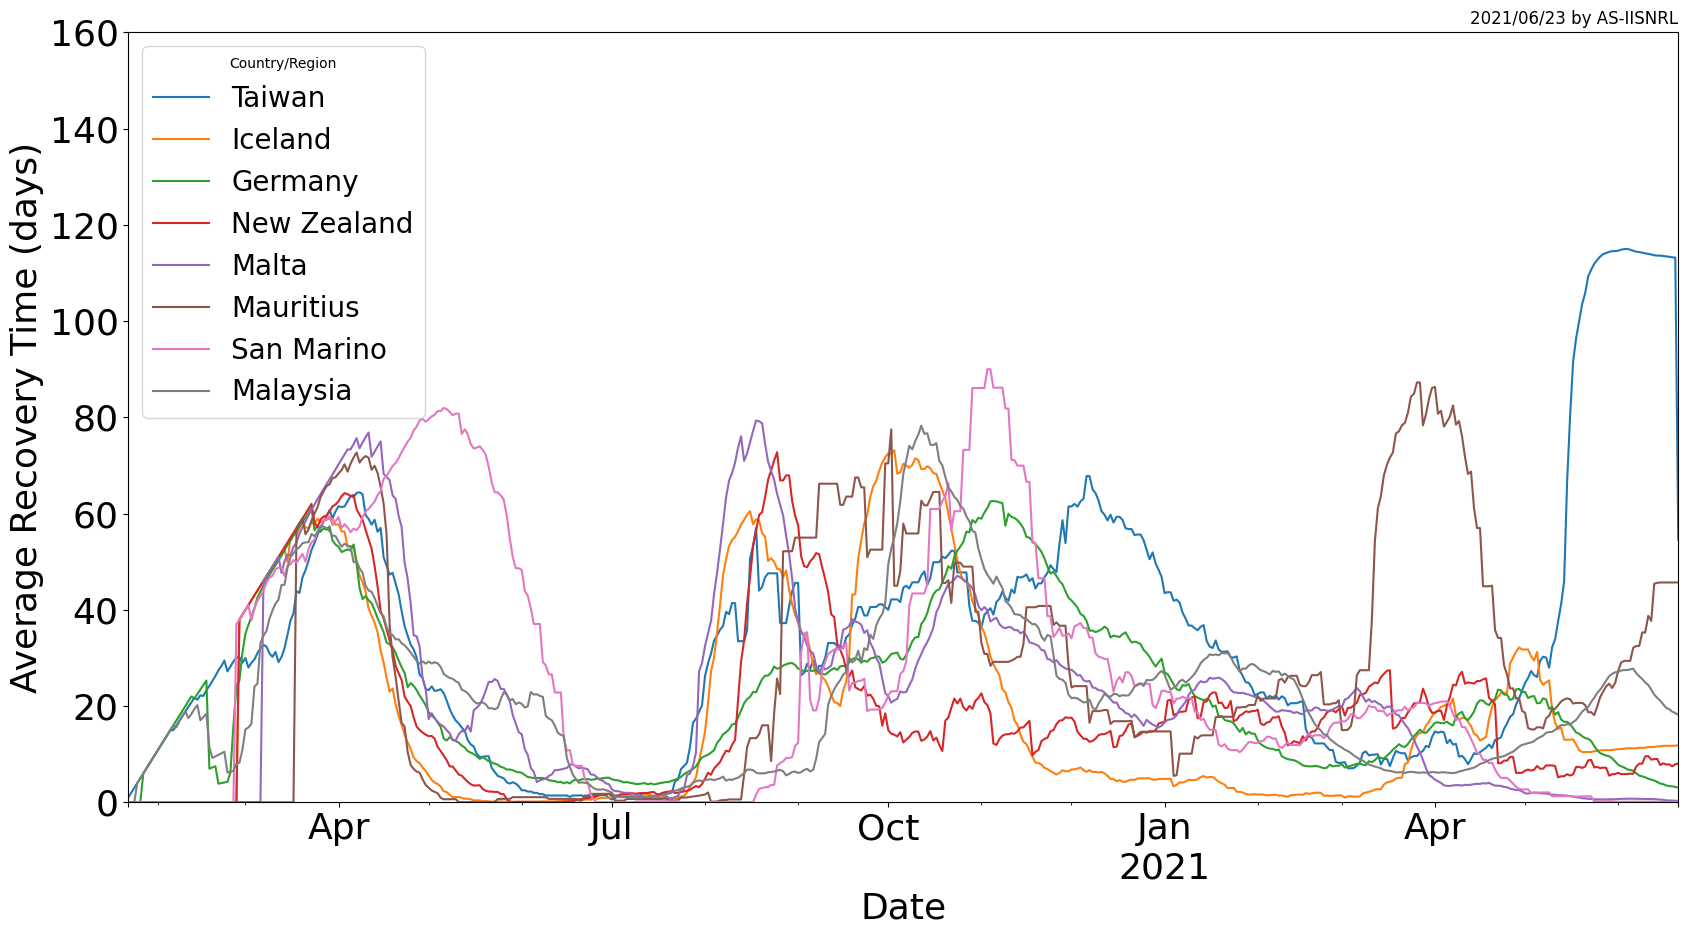 2021/06/23 by AS-IISNRL
160
140
120
100
80
60
40
20
0
Average Recovery Time (days)
Country/Region
Taiwan
Iceland
Germany
New Zealand
Malta
Mauritius
San Marino
Malaysia
Apr
Jul
Oct
Jan
2021
Apr
Date